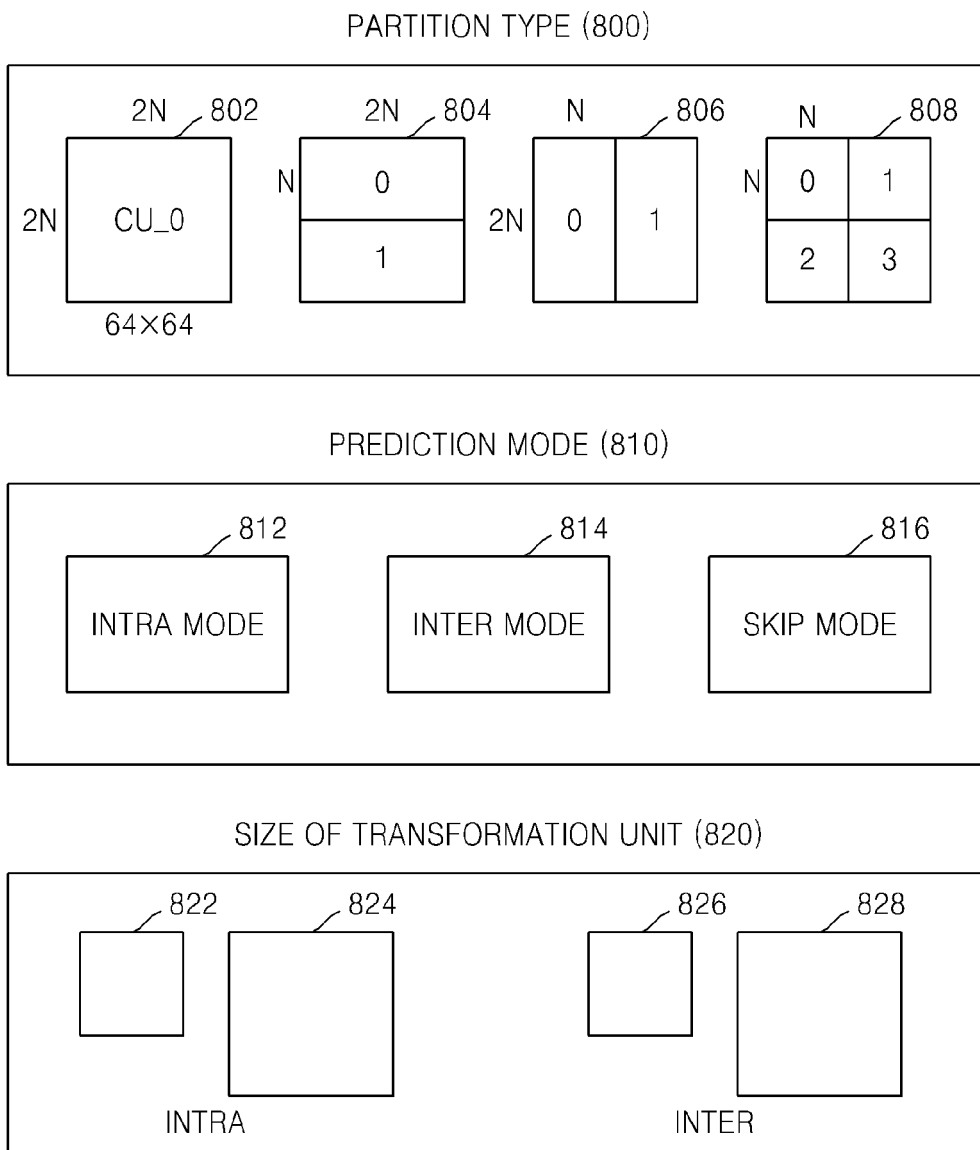 PARTITION TYPE (800)
2N 802 2N 804 N 806 N 808
N 0 N 0 1
2N CU_0 2N 0 1
1 2 3
64×64
PREDICTION MODE (810)
812 814 816
INTRA MODE INTER MODE SKIP MODE
SIZE OF TRANSFORMATION UNIT (820)
822 824 826 828
INTRA INTER